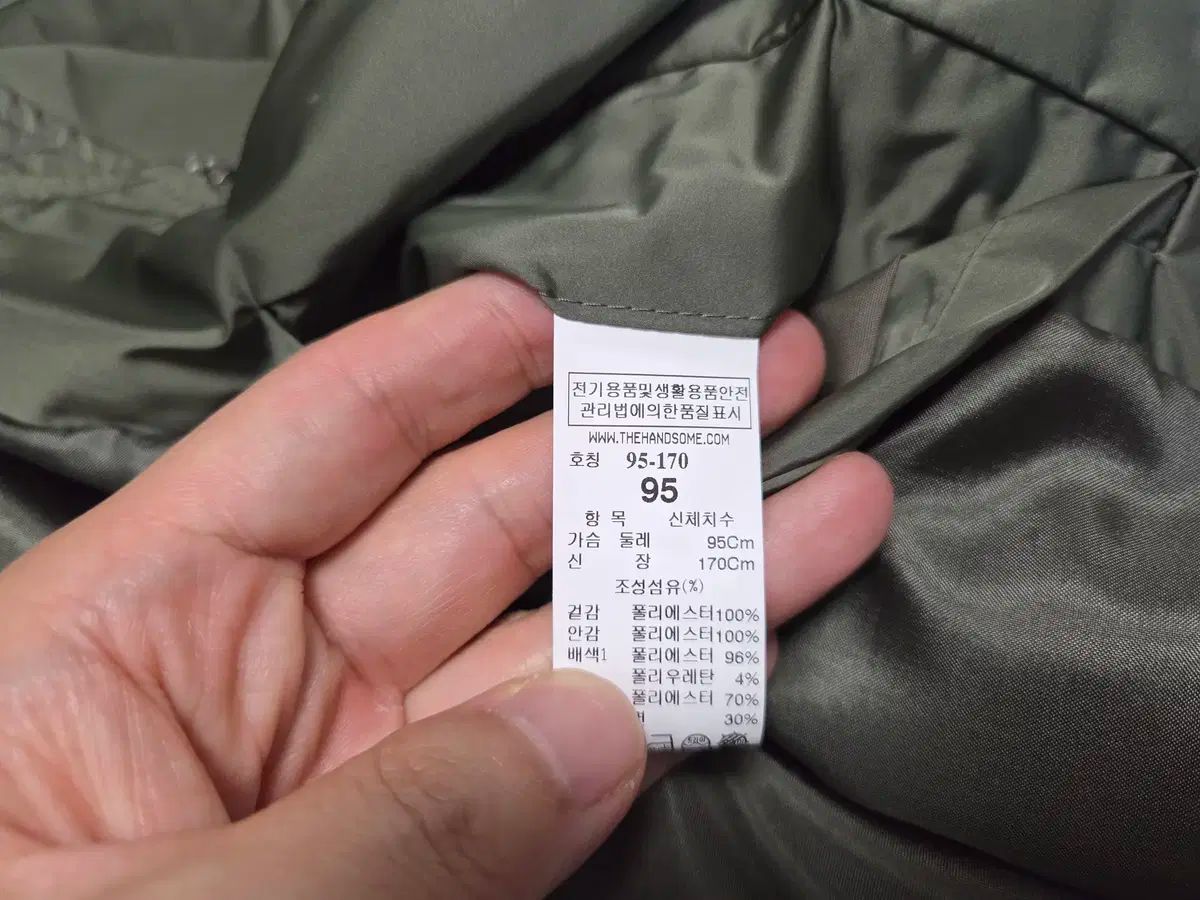 전기용품및생활용품안전
관리법에의한품질표시
WWW.THEHANDSOME.COM
호칭 95-170
95
항 목 신체치수
가슴 둘레 95Cm
신 장 170Cm
조성섬유(%)
겉감 폴리에스터100%
안감 폴리에스터100%
배색1 폴리에스터 96%
폴리우레탄 4%
폴리에스터 70%
30%